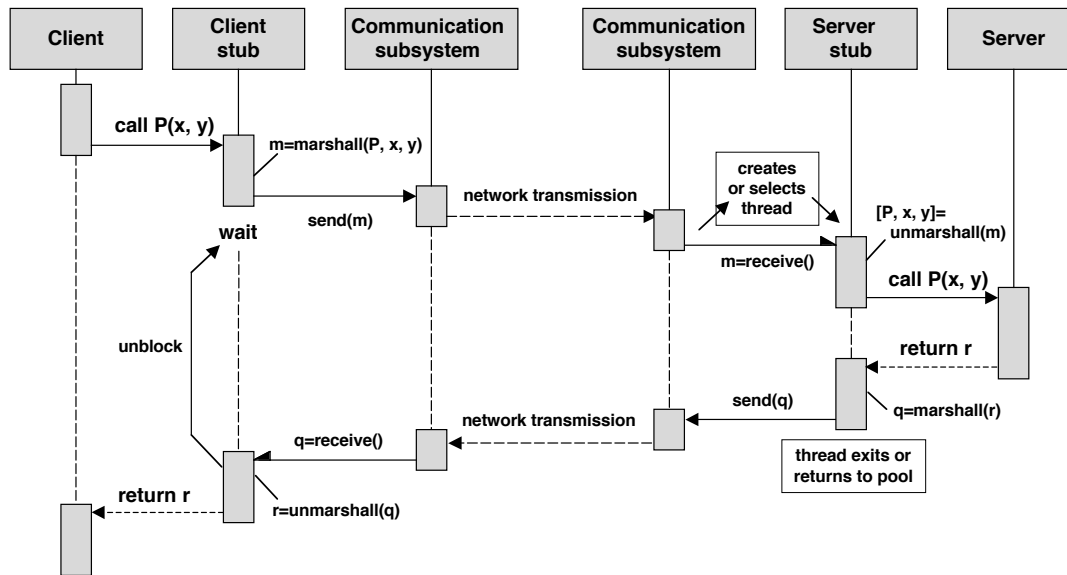 Client
Client
stub
Communication
subsystem
Communication
subsystem
Server
stub
Server
call P(x, y)
m=marshall(P, x, y)
send(m)
network transmission
creates
or selects
thread
m=receive()
[P, x, y]=
unmarshall(m)
call P(x, y)
wait
unblock
return r
q=marshall(r)
send(q)
network transmission
q=receive()
thread exits or
returns to pool
return r
r=unmarshall(q)